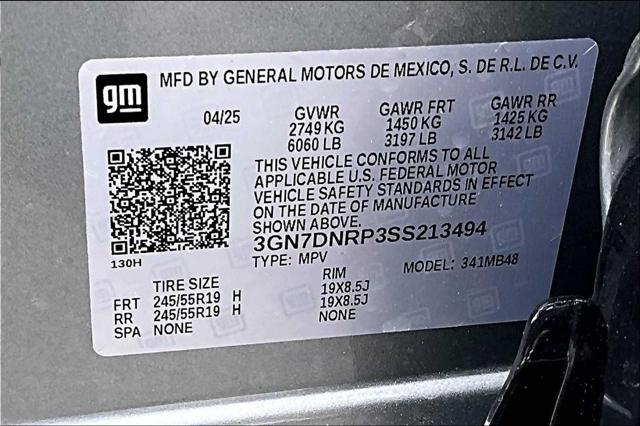 gm
MFD BY GENERAL MOTORS DE MEXICO, S. DE R.L. DE C.V.
04/25 GVWR GAWR FRT GAWR RR
2749 KG 1450 KG 1425 KG
6060 LB 3197 LB 3142 LB
THIS VEHICLE CONFORMS TO ALL
APPLICABLE U.S. FEDERAL MOTOR
VEHICLE SAFETY STANDARDS IN EFFECT
ON THE DATE OF MANUFACTURE
SHOWN ABOVE.
3GN7DNRP3SS213494
130H TYPE: MPV MODEL: 341MB48
TIRE SIZE RIM
FRT 245/55R19 H 19X8.5J
RR 245/55R19 H 19X8.5J
SPA NONE NONE